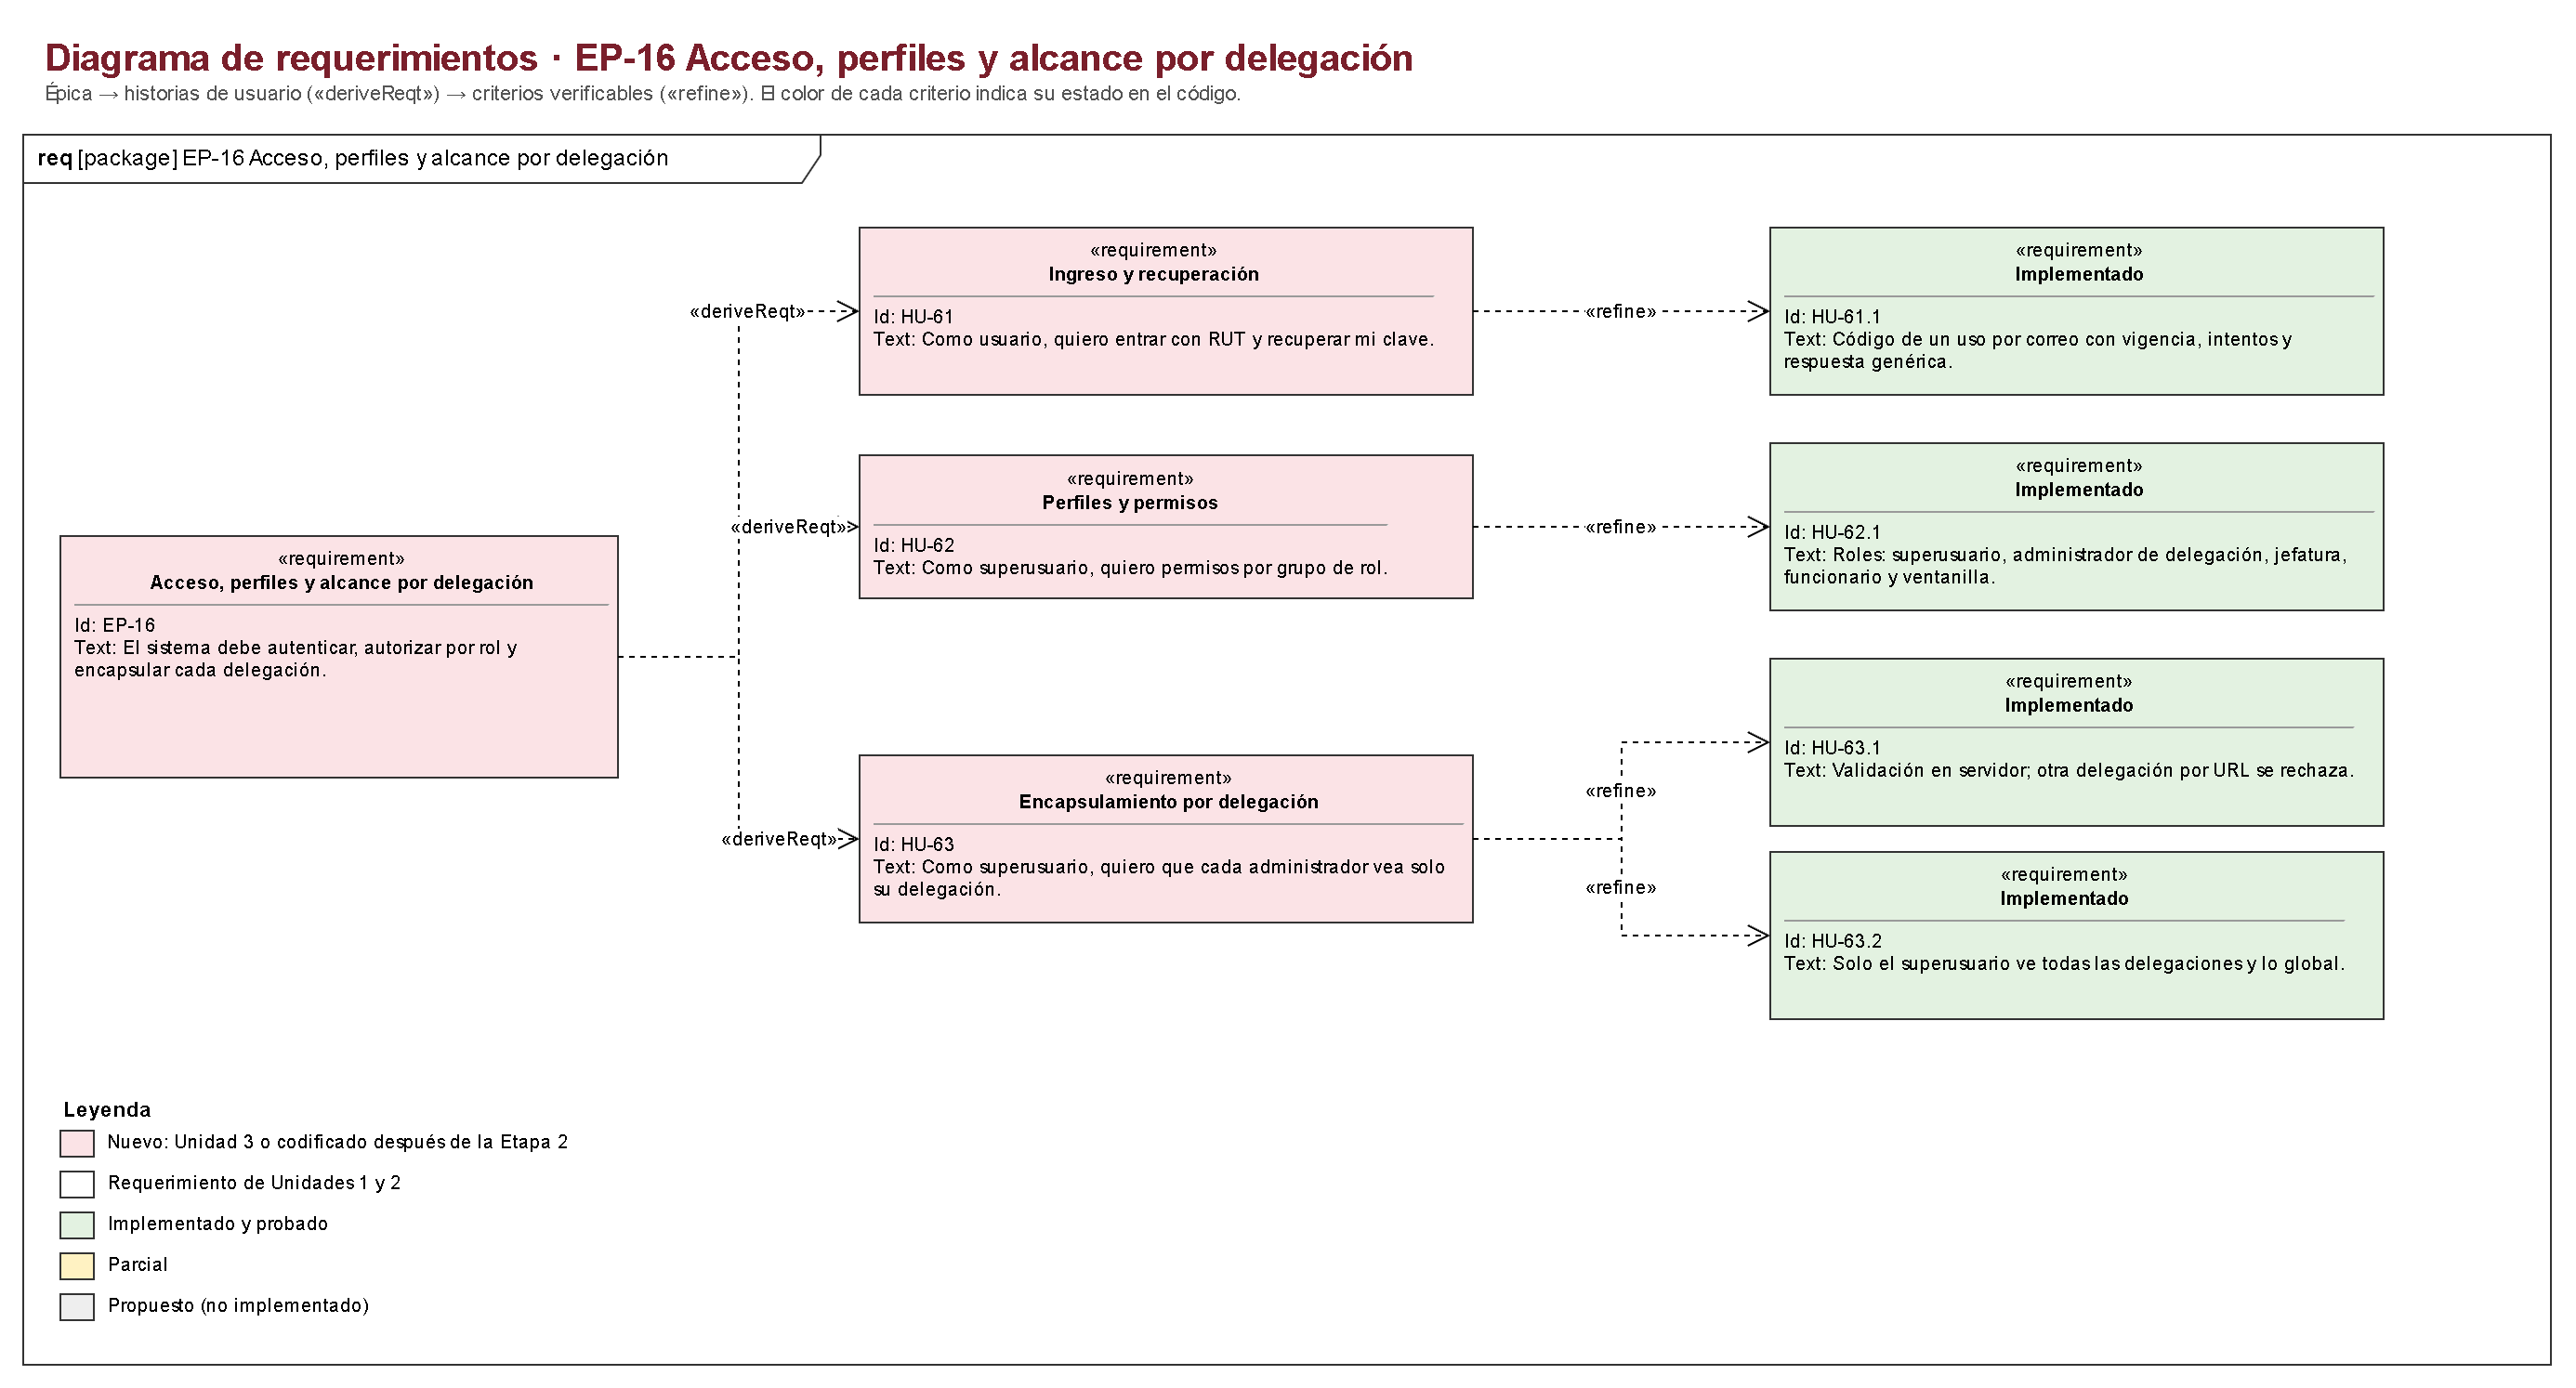 Diagrama de requerimientos · EP-16 Acceso, perfiles y alcance por delegación
Épica → historias de usuario («deriveReqt») → criterios verificables («refine»). El color de cada criterio indica su estado en el código.
req [package] EP-16 Acceso, perfiles y alcance por delegación
«requirement»
Acceso, perfiles y alcance por delegación
Id: EP-16
Text: El sistema debe autenticar, autorizar por rol y
encapsular cada delegación.
«deriveReqt»
«deriveReqt»
«deriveReqt»
«requirement»
Ingreso y recuperación
Id: HU-61
Text: Como usuario, quiero entrar con RUT y recuperar mi clave.
«requirement»
Perfiles y permisos
Id: HU-62
Text: Como superusuario, quiero permisos por grupo de rol.
«requirement»
Encapsulamiento por delegación
Id: HU-63
Text: Como superusuario, quiero que cada administrador vea solo
su delegación.
«refine»
«refine»
«refine»
«refine»
«requirement»
Implementado
Id: HU-61.1
Text: Código de un uso por correo con vigencia, intentos y
respuesta genérica.
«requirement»
Implementado
Id: HU-62.1
Text: Roles: superusuario, administrador de delegación, jefatura,
funcionario y ventanilla.
«requirement»
Implementado
Id: HU-63.1
Text: Validación en servidor; otra delegación por URL se rechaza.
«requirement»
Implementado
Id: HU-63.2
Text: Solo el superusuario ve todas las delegaciones y lo global.
Leyenda
Nuevo: Unidad 3 o codificado después de la Etapa 2
Requerimiento de Unidades 1 y 2
Implementado y probado
Parcial
Propuesto (no implementado)